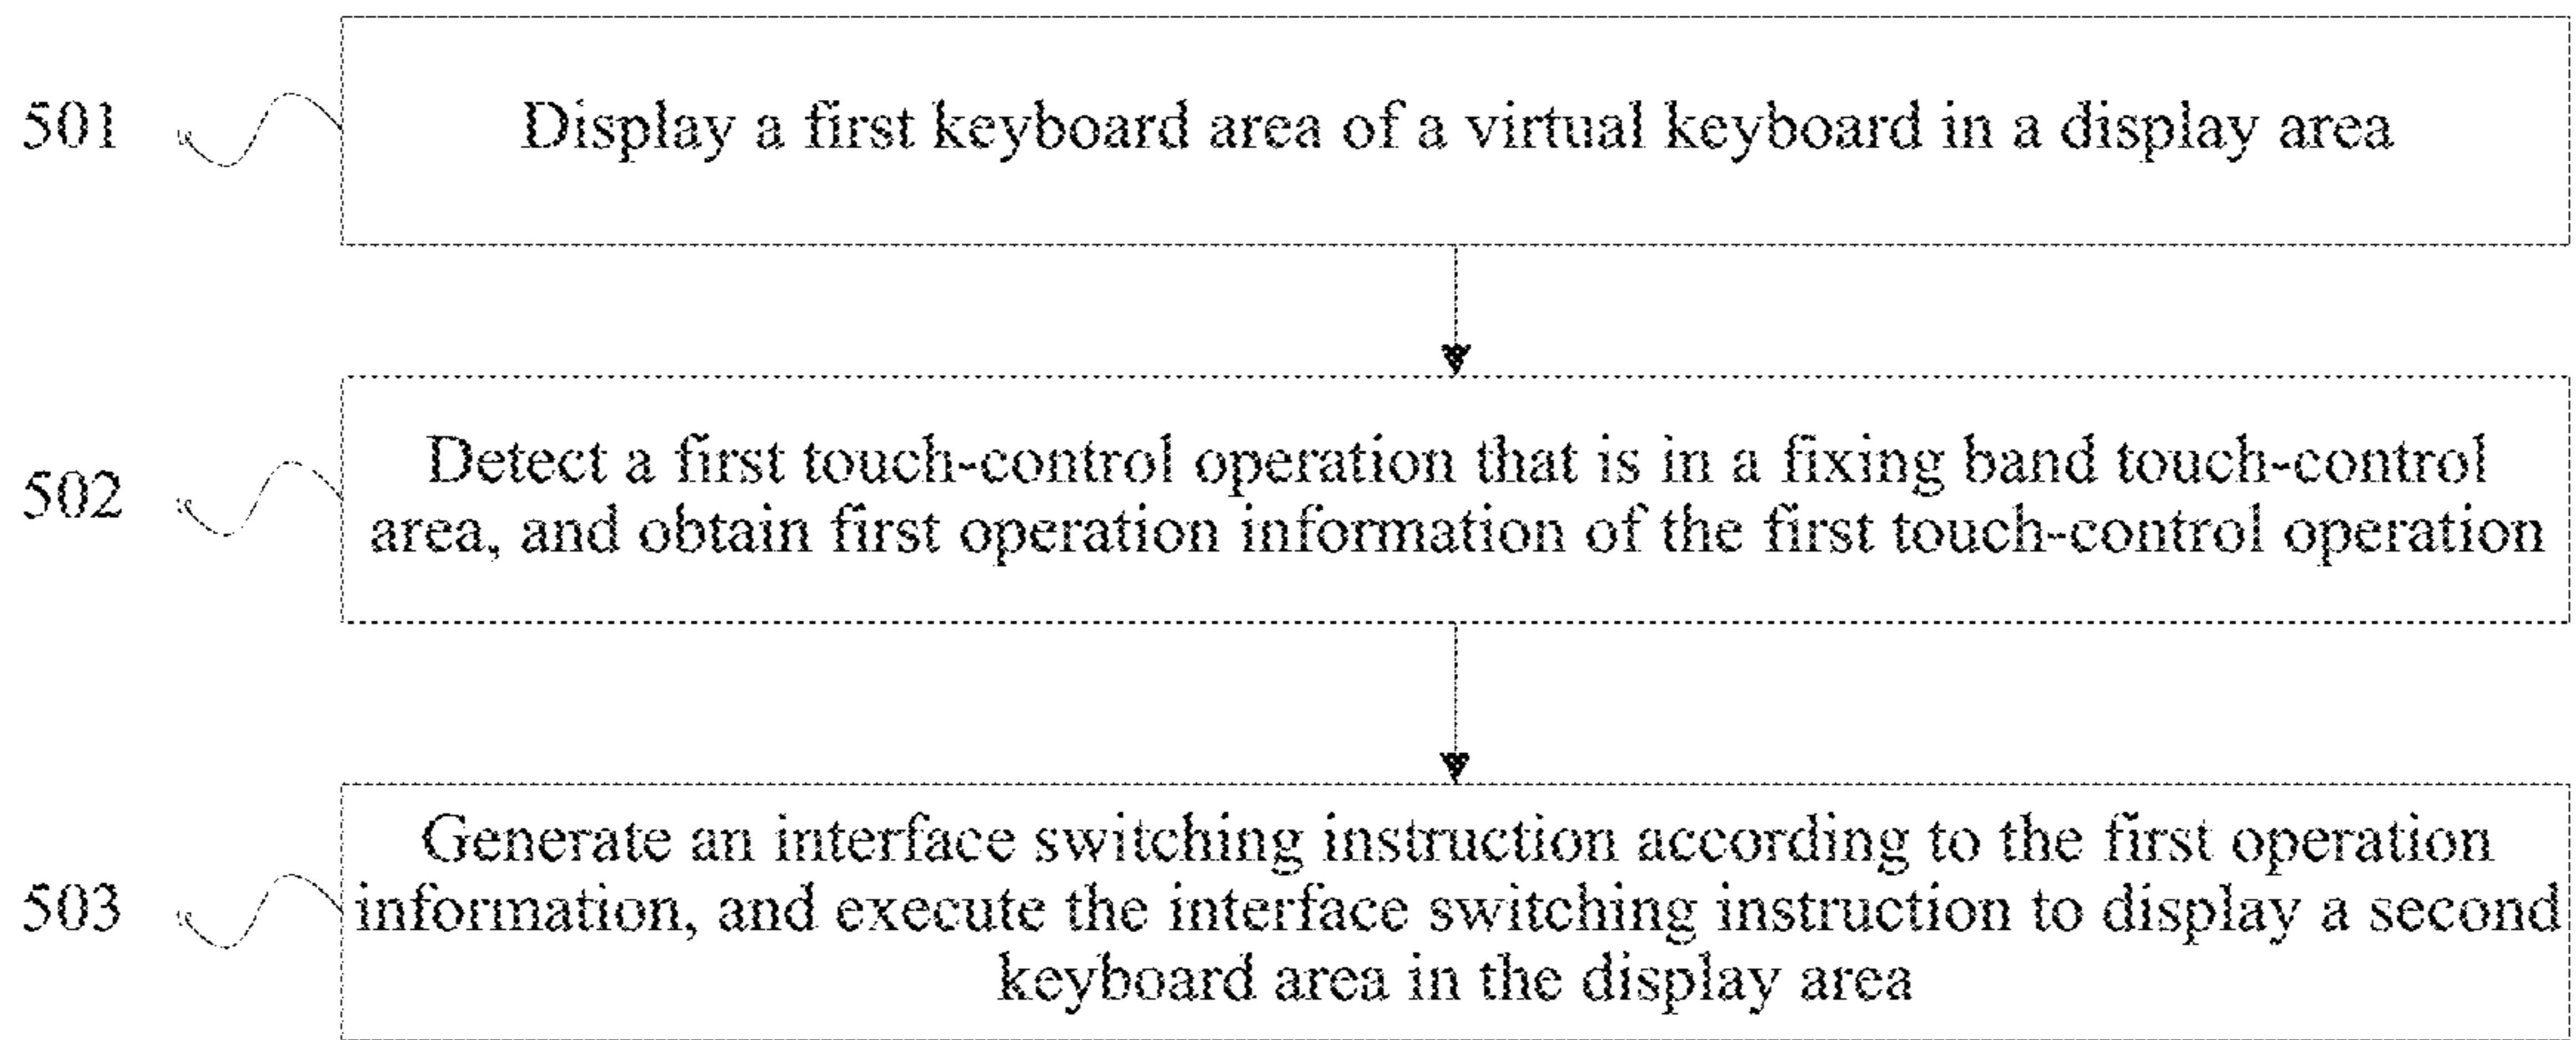 501
Display a first keyboard area of a virtual keyboard in a display area
502
Detect a first touch-control operation that is in a fixing band touch-control
area, and obtain first operation information of the first touch-control operation
503
Generate an interface switching instruction according to the first operation
information, and execute the interface switching instruction to display a second
keyboard area in the display area